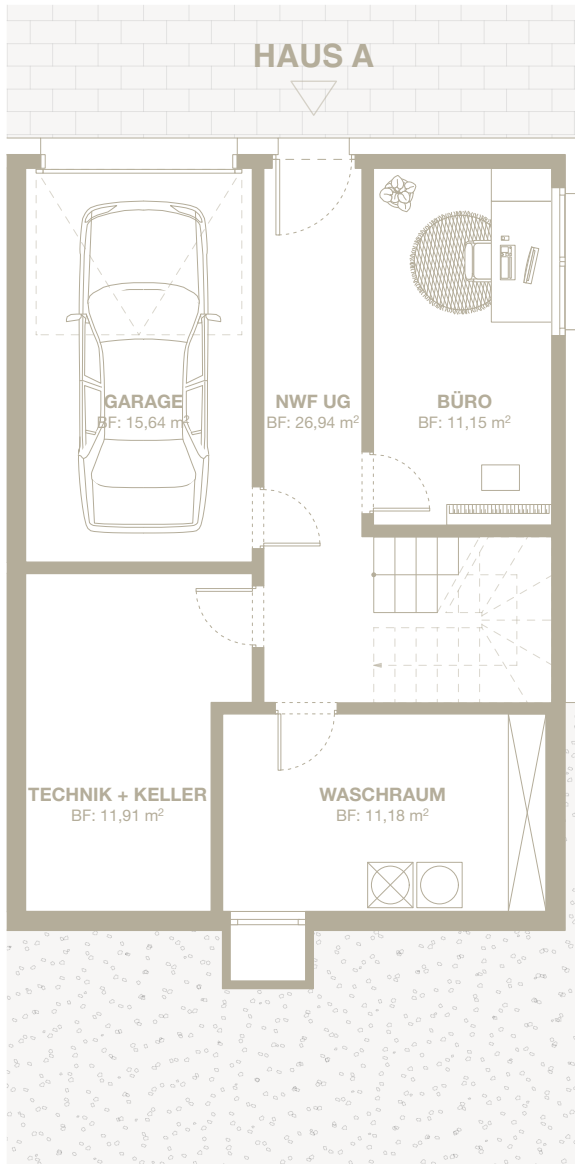 HAUS A
GARAGE
BF: 15,64 m²
NWF UG
BF: 26,94 m²
BÜRO
BF: 11,15 m²
TECHNIK + KELLER
BF: 11,91 m²
WASCHRAUM
BF: 11,18 m²